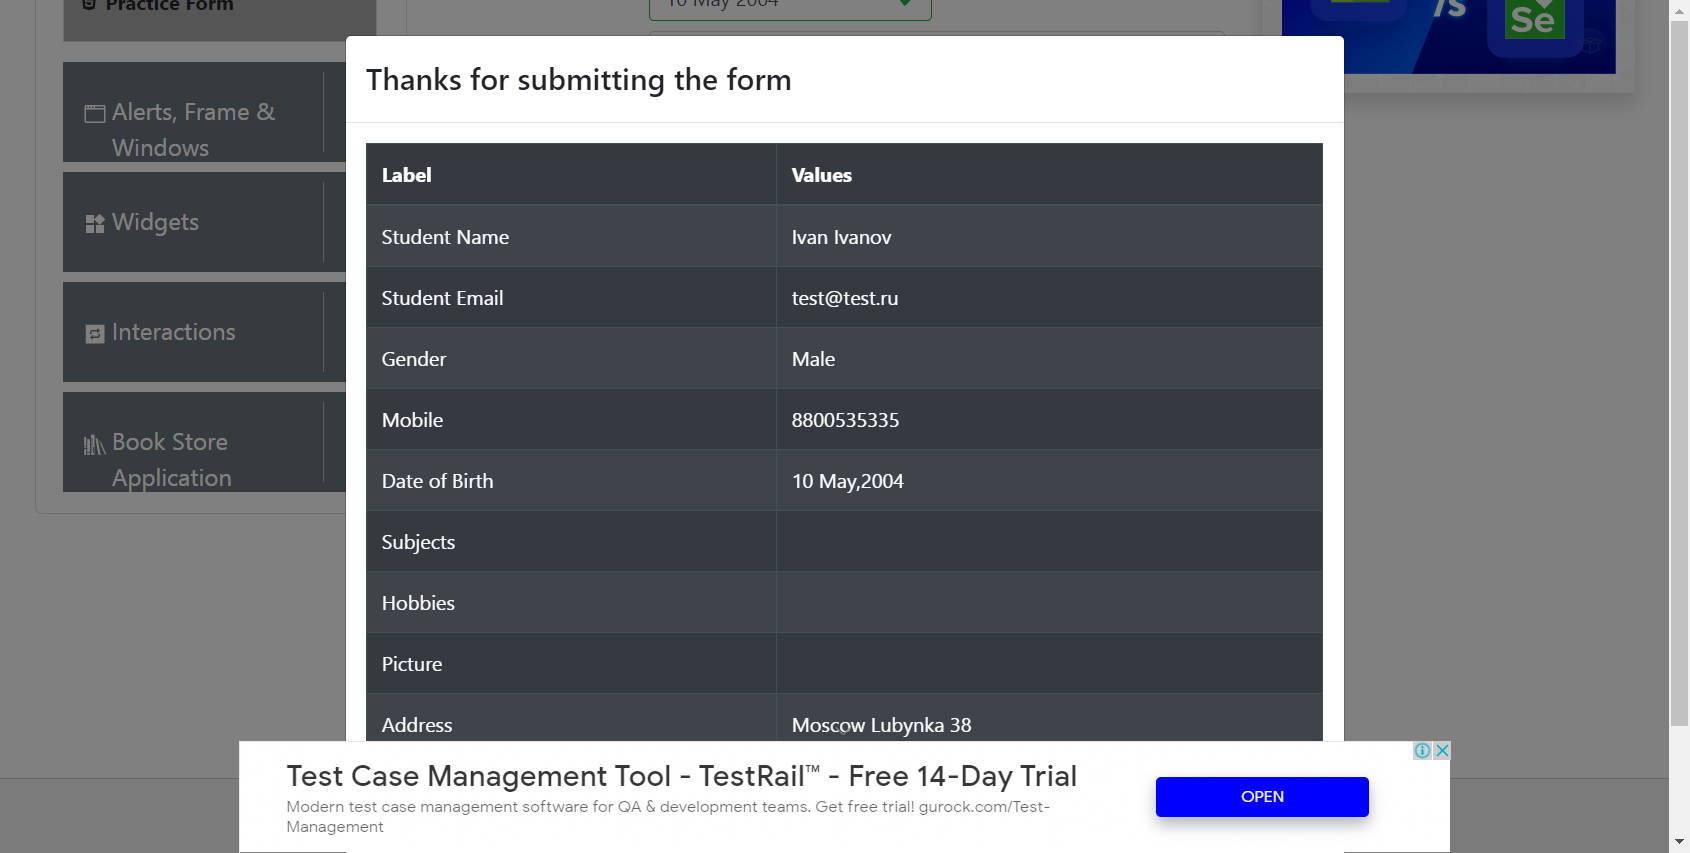 Practice Form
10 May 2004
/s
Se
Thanks for submitting the form
Alerts, Frame &
Windows
Widgets
Interactions
Book Store
Application
Label Values
Student Name Ivan Ivanov
Student Email test@test.ru
Gender Male
Mobile 8800535335
Date of Birth 10 May,2004
Subjects
Hobbies
Picture
Address Moscow Lubynka 38
Test Case Management Tool - TestRail™ - Free 14-Day Trial
Modern test case management software for QA & development teams. Get free trial! gurock.com/Test-
Management
OPEN